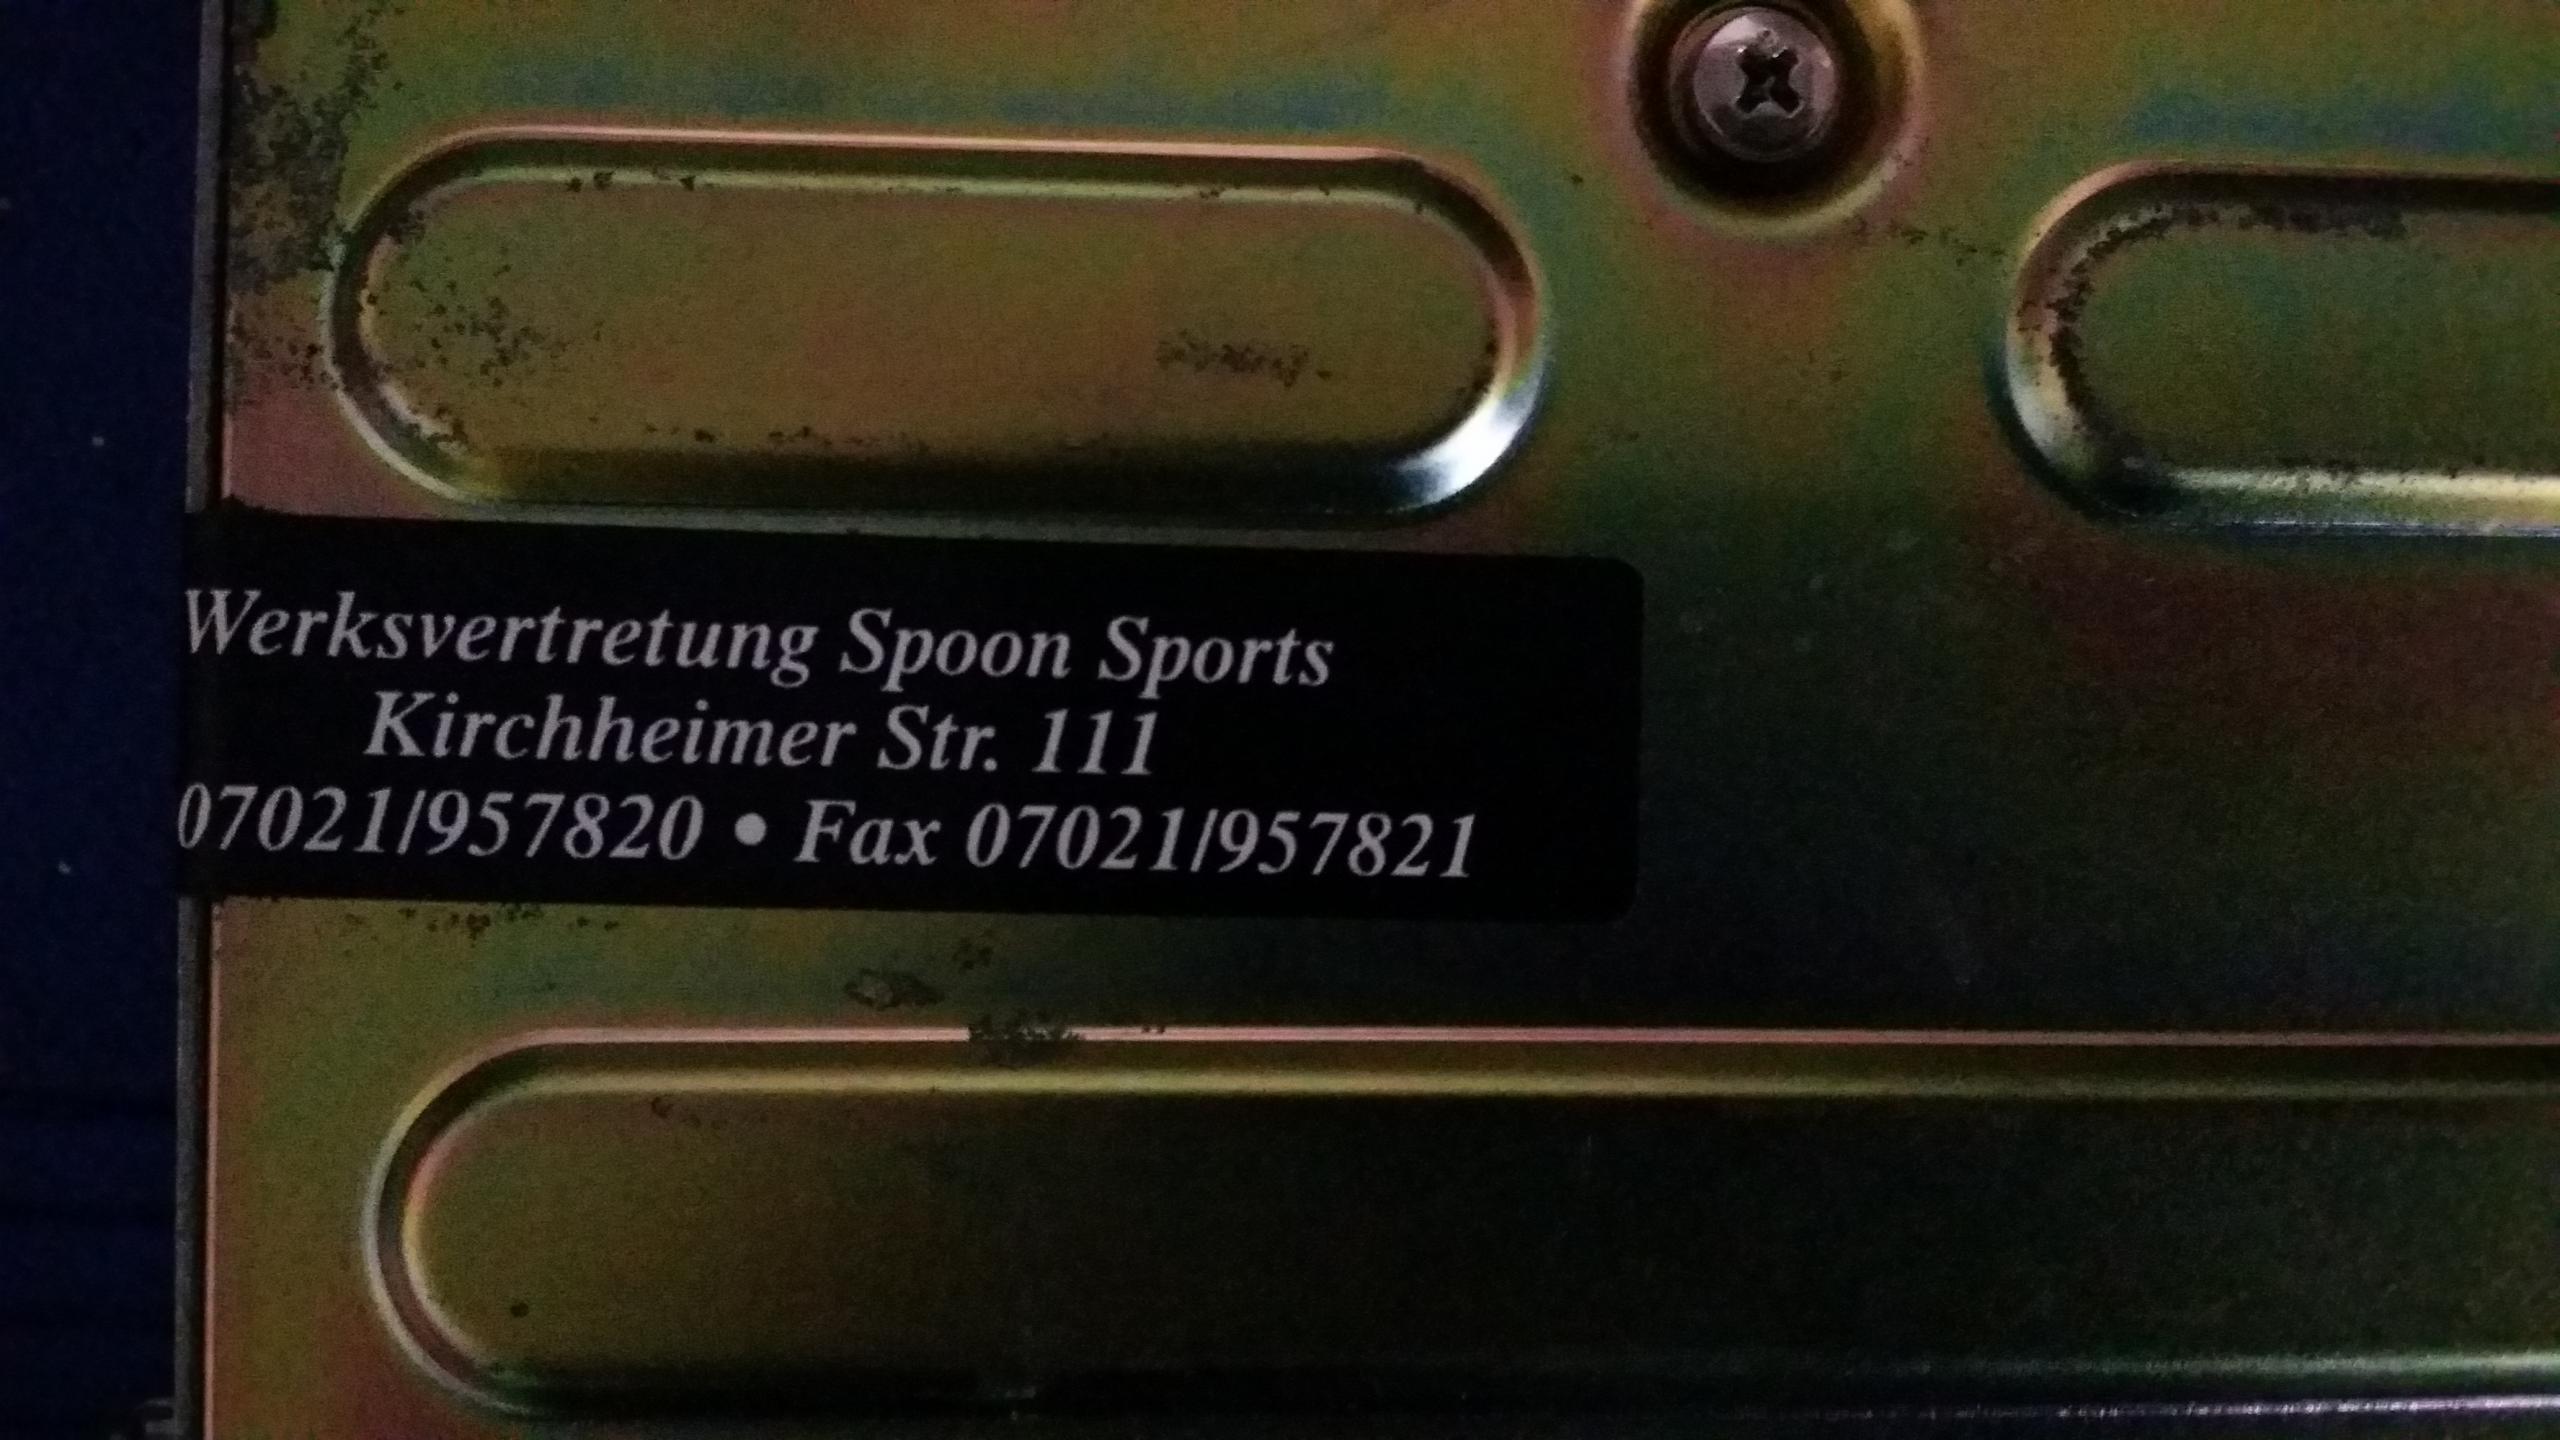 Werksvertretung Spoon Sports
Kirchheimer Str. 111
07021/957820 • Fax 07021/957821